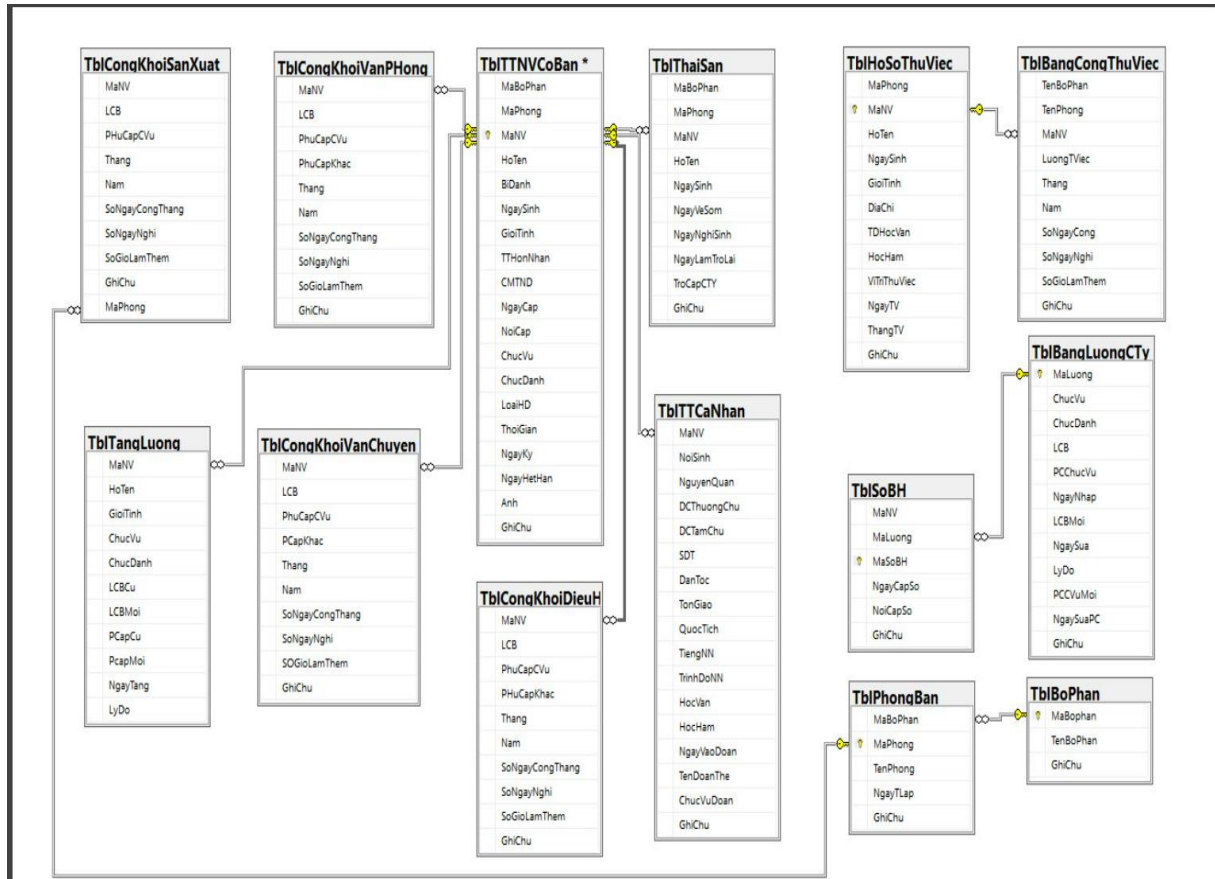 TblCongKhoiSanXuat
MaNV
LCB
PHuCapCVu
Thang
Nam
SoNgayCongThang
SoNgayNghi
SoGioLamThem
GhiChu
MaPhong
TblCongKhoiVanPHong
MaNV
LCB
PhuCapCVu
PhuCapKhac
Thang
Nam
SoNgayCongThang
SoNgayNghi
SoGioLamThem
GhiChu
TblTTNVCoBan *
MaBoPhan
MaPhong
MaNV
HoTen
BiDanh
NgaySinh
GioiTinh
TTHonNhan
CMTND
NgayCap
NoiCap
ChucVu
ChucDanh
LoaiHD
ThoiGian
NgayKy
NgayHetHan
Anh
GhiChu
TblThaiSan
MaBoPhan
MaPhong
MaNV
HoTen
NgaySinh
NgayVeSom
NgayNghiSinh
NgayLamTroLai
TroCapCTY
GhiChu
TblHoSoThuViec
MaPhong
MaNV
HoTen
NgaySinh
GioiTinh
DiaChi
TDHocVan
HocHam
ViTriThuViec
NgayTV
ThangTV
GhiChu
TblBangCongThuViec
TenBoPhan
TenPhong
MaNV
LuongTViec
Thang
Nam
SoNgayCong
SoNgayNghi
SoGioLamThem
GhiChu
TblTangLuong
MaNV
HoTen
GioiTinh
ChucVu
ChucDanh
LCBCu
LCBMoi
PCapCu
PcapMoi
NgayTang
LyDo
TblCongKhoiVanChuyen
MaNV
LCB
PhuCapCVu
PCapKhac
Thang
Nam
SoNgayCongThang
SoNgayNghi
SOGioLamThem
GhiChu
TblCongKhoiDieuH
MaNV
LCB
PhuCapCVu
PHuCapKhac
Thang
Nam
SoNgayCongThang
SoNgayNghi
SoGioLamThem
GhiChu
TblTTCaNhan
MaNV
NoiSinh
NguyenQuan
DCThuongChu
DCTamChu
SDT
DanToc
TonGiao
QuocTich
TiengNN
TrinhDoNN
HocVan
HocHam
NgayVaoDoan
TenDoanThe
ChucVuDoan
GhiChu
TblBangLuongCTy
MaLuong
ChucVu
ChucDanh
LCB
PCChucVu
NgayNhap
LCBMoi
NgaySua
LyDo
PCCVuMoi
NgaySuaPC
GhiChu
TblSoBH
MaNV
MaLuong
MaSoBH
NgayCapSo
NoiCapSo
GhiChu
TblPhongBan
MaBoPhan
MaPhong
TenPhong
NgayTLap
GhiChu
TblBoPhan
MaBophan
TenBoPhan
GhiChu